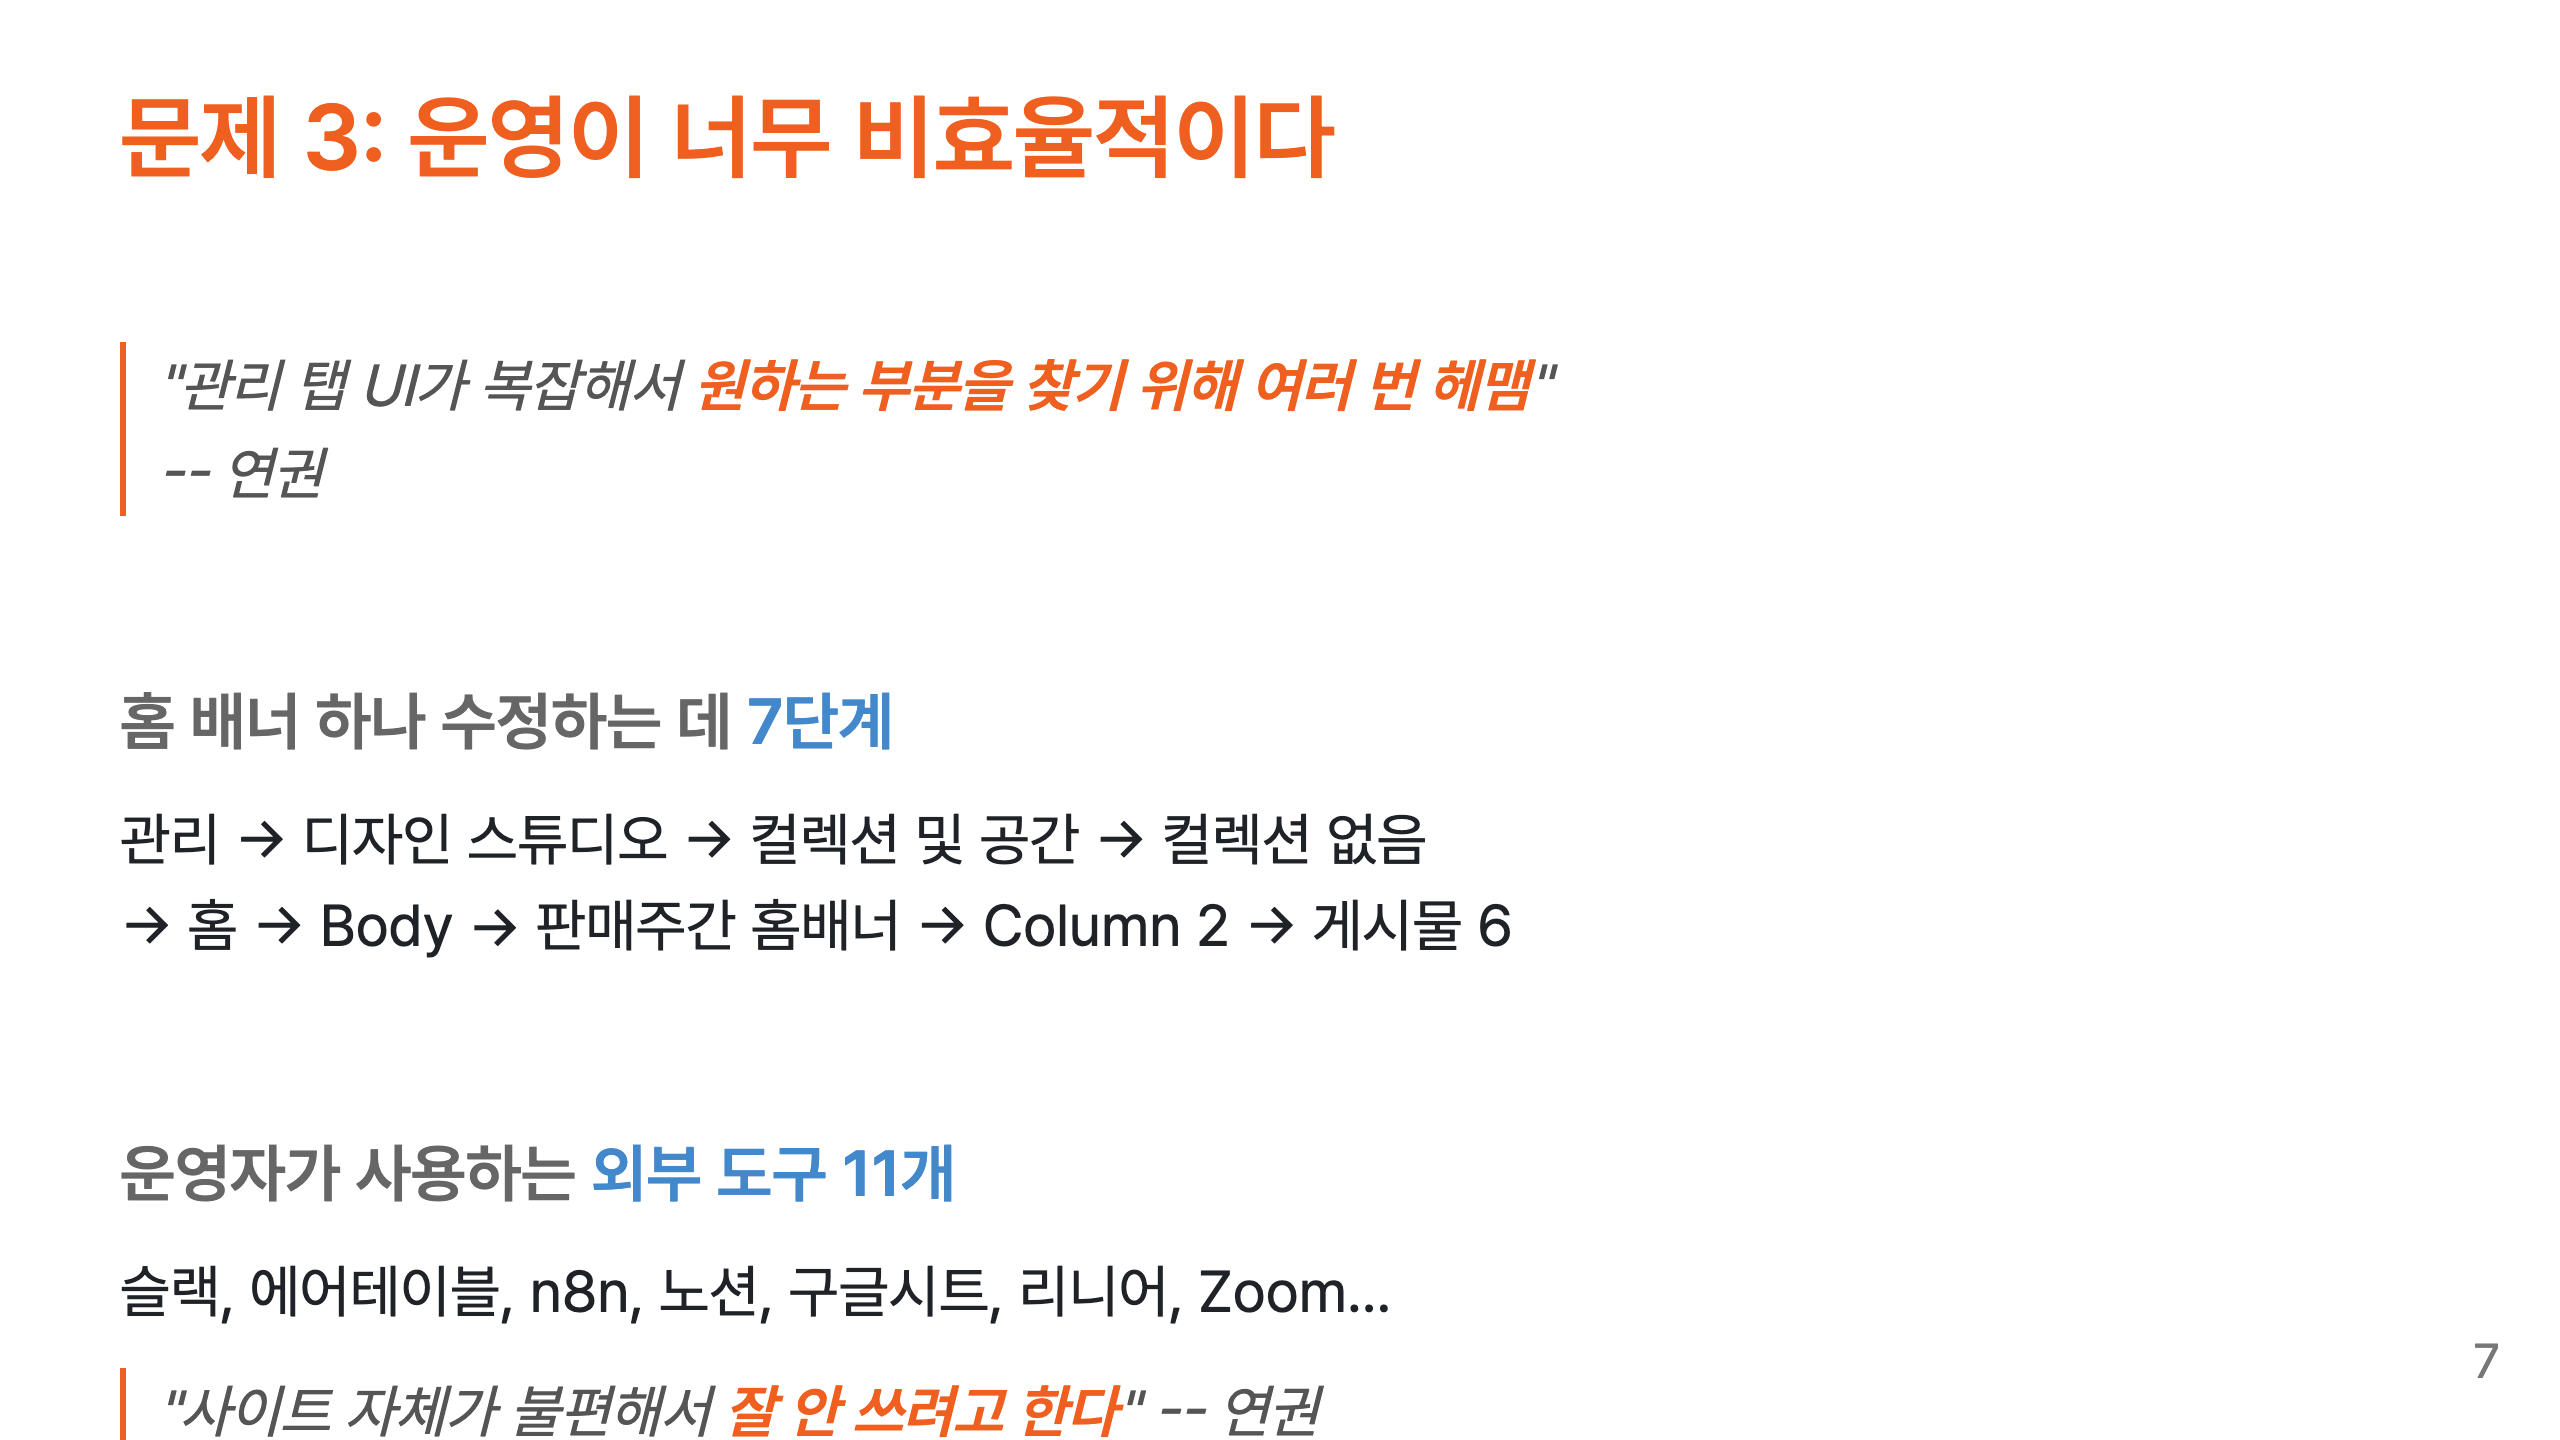 문제 3: 운영이 너무 비효율적이다
"관리 탭 UI가 복잡해서 원하는 부분을 찾기 위해 여러 번 헤맴"
-- 연권
홈 배너 하나 수정하는 데 7단계
관리 → 디자인 스튜디오 → 컬렉션 및 공간 → 컬렉션 없음
→ 홈 → Body → 판매주간 홈배너 → Column 2 → 게시물 6
운영자가 사용하는 외부 도구 11개
슬랙, 에어테이블, n8n, 노션, 구글시트, 리니어, Zoom...
"사이트 자체가 불편해서 잘 안 쓰려고 한다" -- 연권
7